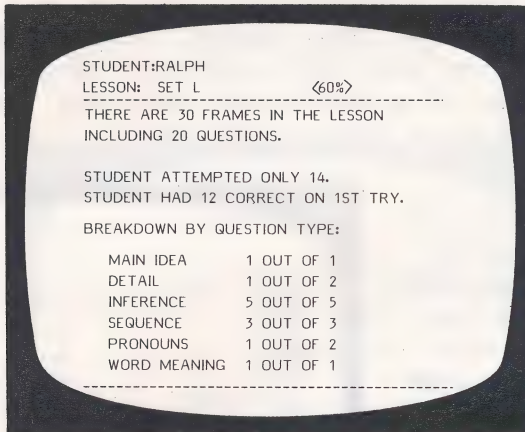 STUDENT:RALPH
LESSON: SET L <60%>
THERE ARE 30 FRAMES IN THE LESSON
INCLUDING 20 QUESTIONS.
STUDENT ATTEMPTED ONLY 14.
STUDENT HAD 12 CORRECT ON 1ST TRY.
BREAKDOWN BY QUESTION TYPE:
MAIN IDEA 1 OUT OF 1
DETAIL 1 OUT OF 2
INFERENCE 5 OUT OF 5
SEQUENCE 3 OUT OF 3
PRONOUNS 1 OUT OF 2
WORD MEANING 1 OUT OF 1